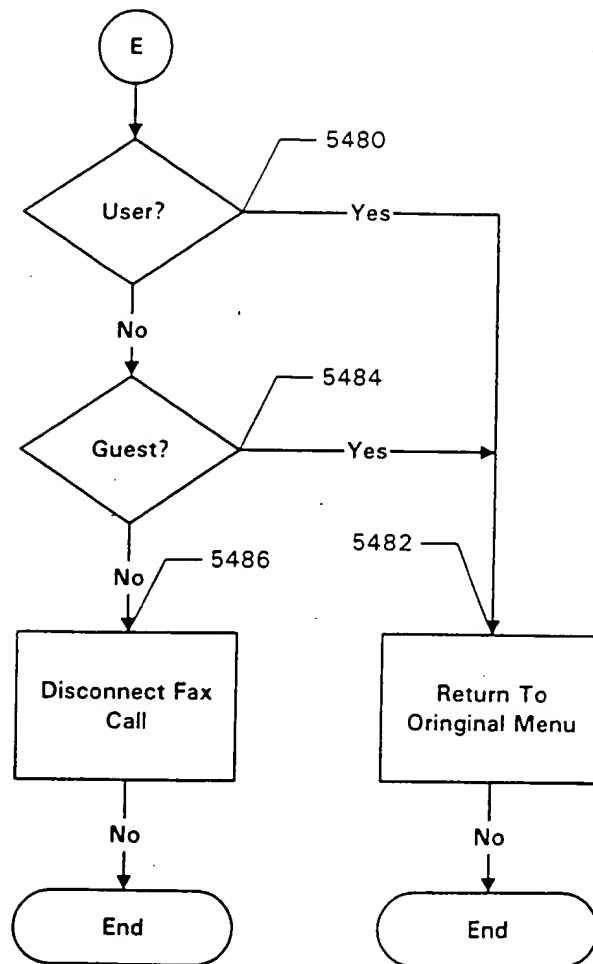 E
5480
User?
Yes
No
5484
Guest?
Yes
No
5486
5482
Disconnect Fax
Call
Return To
Oringinal Menu
No
No
End
End